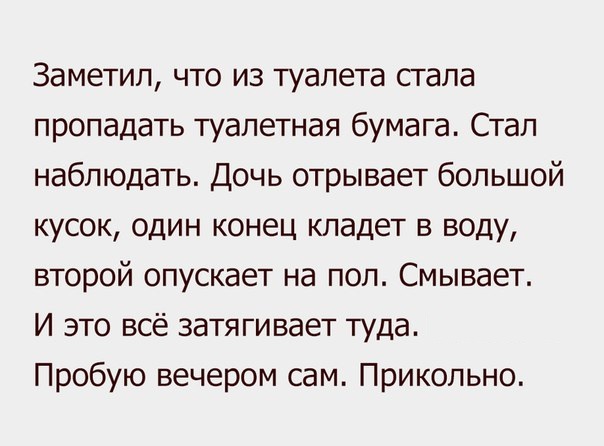 Заметил, что из туалета стала
пропадать туалетная бумага. Стал
наблюдать. Дочь отрывает большой
кусок, один конец кладет в воду,
второй опускает на пол. Смывает.
И это всё затягивает туда.
Пробую вечером сам. Прикольно.